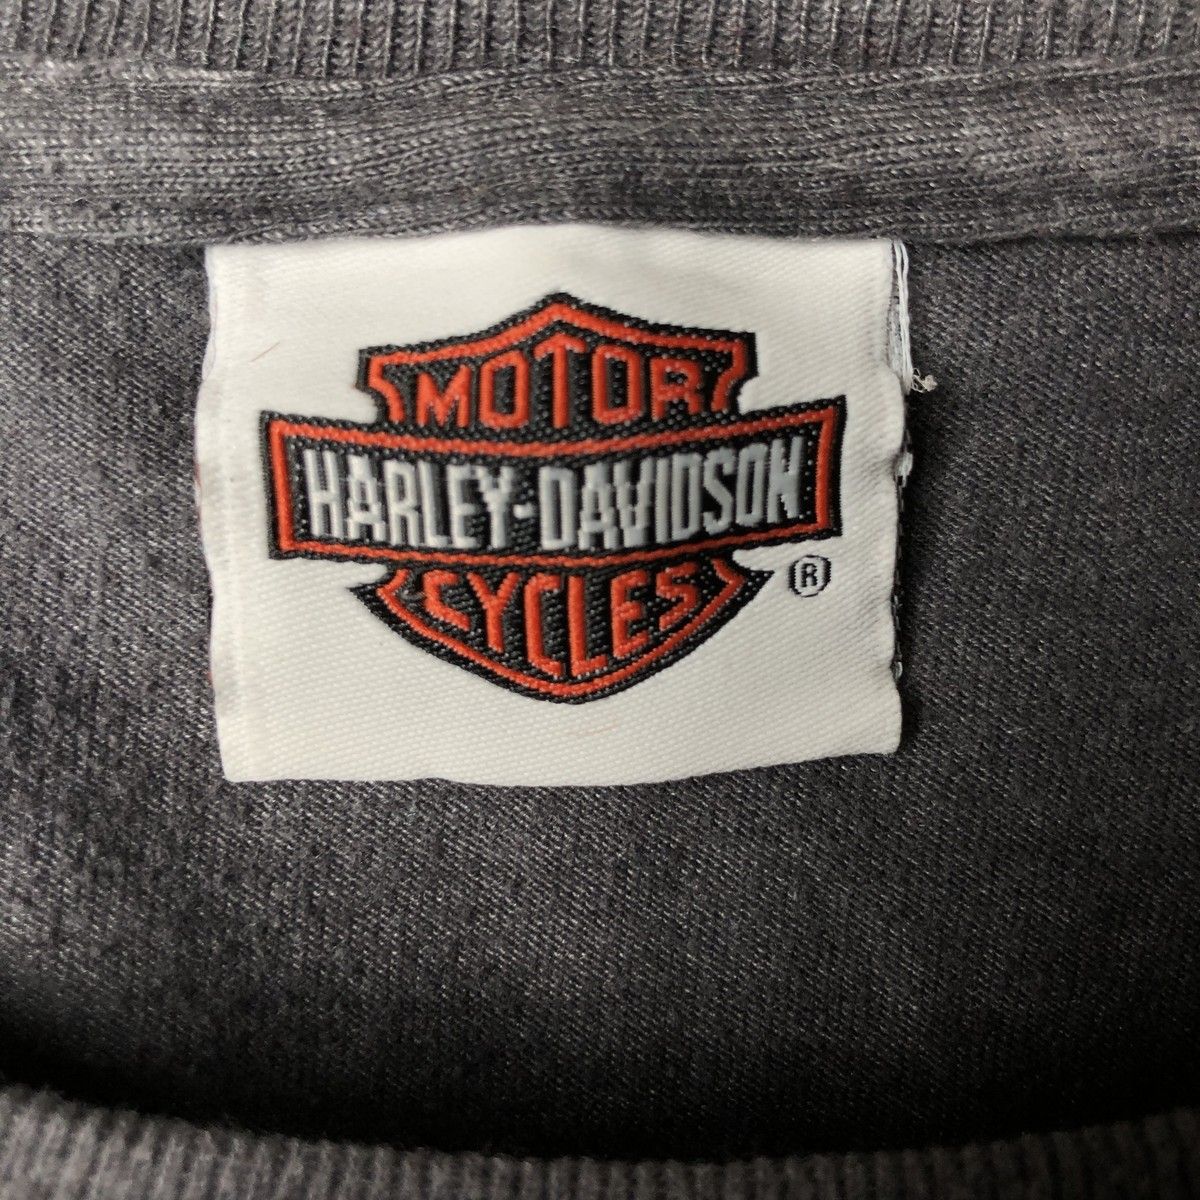 MOTOR
HARLEY-DAVIDSON
CYCLES
®